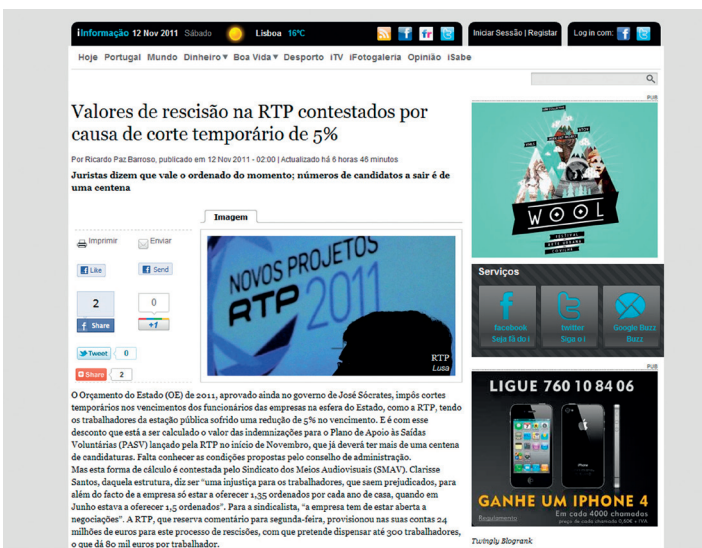 iInformação 12 Nov 2011 Sábado Lisboa 16ºC
Iniciar Sessão | Registar
Log in com:
Hoje Portugal Mundo Dinheiro Boa Vida Desporto iTV iFotogaleria Opinião iSabe
PUB
Valores de rescisão na RTP contestados por
causa de corte temporário de 5%
Por Ricardo Paz Barroso, publicado em 12 Nov 2011 - 02:00 | Actualizado há 6 horas 46 minutos
Juristas dizem que vale o ordenado do momento; números de candidatos a sair é de
uma centena
Imagem
Imprimir
Enviar
Like
Send
2
0
Share
+1
Tweet 0
Share 2
NOVOS PROJETOS
RTP 2011
RTP
Lusa
O Orçamento do Estado (OE) de 2011, aprovado ainda no governo de José Sócrates, impôs cortes
temporários nos vencimentos dos funcionários das empresas na esfera do Estado, como a RTP, tendo
os trabalhadores da estação pública sofrido uma redução de 5% no vencimento. E é com esse
desconto que está a ser calculado o valor das indemnizações para o Plano de Apoio às Saídas
Voluntárias (PASV) lançado pela RTP no início de Novembro, que já deverá ter mais de uma centena
de candidaturas. Falta conhecer as condições propostas pelo conselho de administração.
Mas esta forma de cálculo é contestada pelo Sindicato dos Meios Audiovisuais (SMAV). Clarisse
Santos, daquela estrutura, diz ser "uma injustiça para os trabalhadores, que saem prejudicados, para
além do facto de a empresa só estar a oferecer 1,35 ordenados por cada ano de casa, quando em
Junho estava a oferecer 1,5 ordenados". Para a sindicalista, "a empresa tem de estar aberta a
negociações". A RTP, que reserva comentário para segunda-feira, provisionou nas suas contas 24
milhões de euros para este processo de rescisões, com que pretende dispensar até 300 trabalhadores,
o que dá 80 mil euros por trabalhador.
WOOL
FESTIVAL
ARTE URBANA
COVILHÃ
Serviços
facebook
Seja fã do i
twitter
Siga o i
Google Buzz
Buzz
PUB
LIGUE 760 10 84 06
GANHE UM IPHONE 4
Regulamento
Em cada 4000 chamadas
preço de cada chamada 0,60€ + IVA
Twingly Blogrank